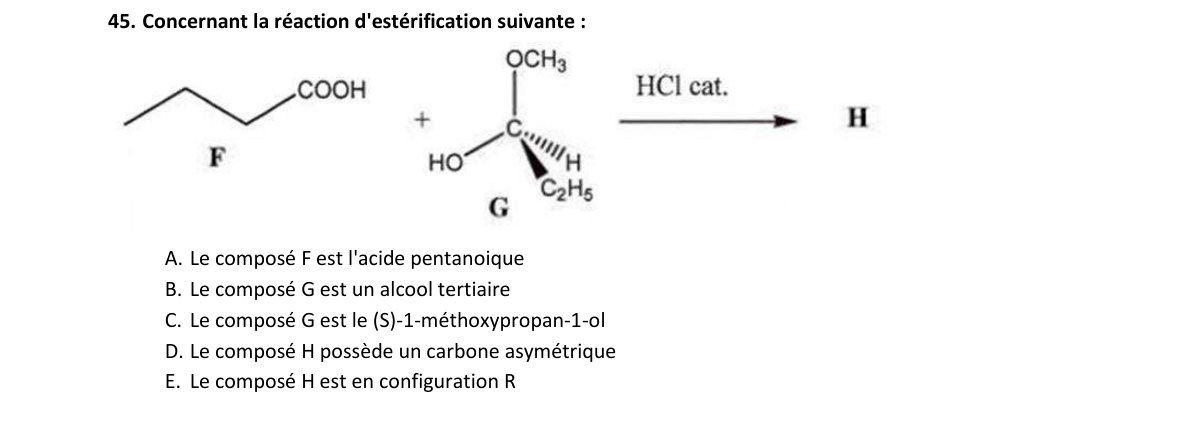 45. Concernant la réaction d'estérification suivante :
OCH₃
COOH
HCl cat.
+
C
H
HO
H
F
C₂H₅
G
A. Le composé F est l'acide pentanoique
B. Le composé G est un alcool tertiaire
C. Le composé G est le (S)-1-méthoxypropan-1-ol
D. Le composé H possède un carbone asymétrique
E. Le composé H est en configuration R